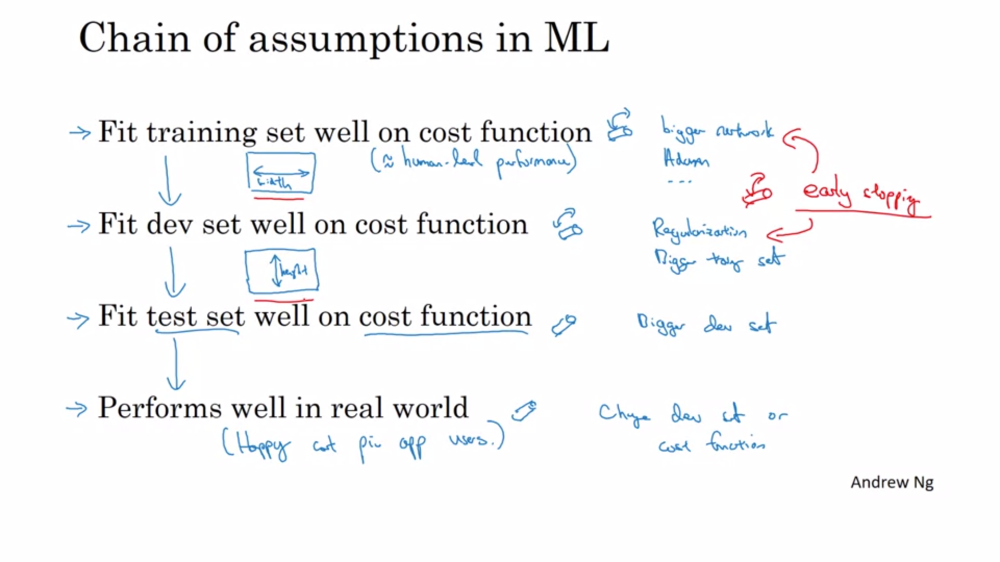 Chain of assumptions in ML
→ Fit training set well on cost function
bigger network
(≈ human-level performance)
Adam
...
width
early stopping
→ Fit dev set well on cost function
Regularization
Bigger set
height
→ Fit test set well on cost function
Bigger dev set
→ Performs well in real world
Change dev set or
(Happy cat pic app users.)
cost function
Andrew Ng